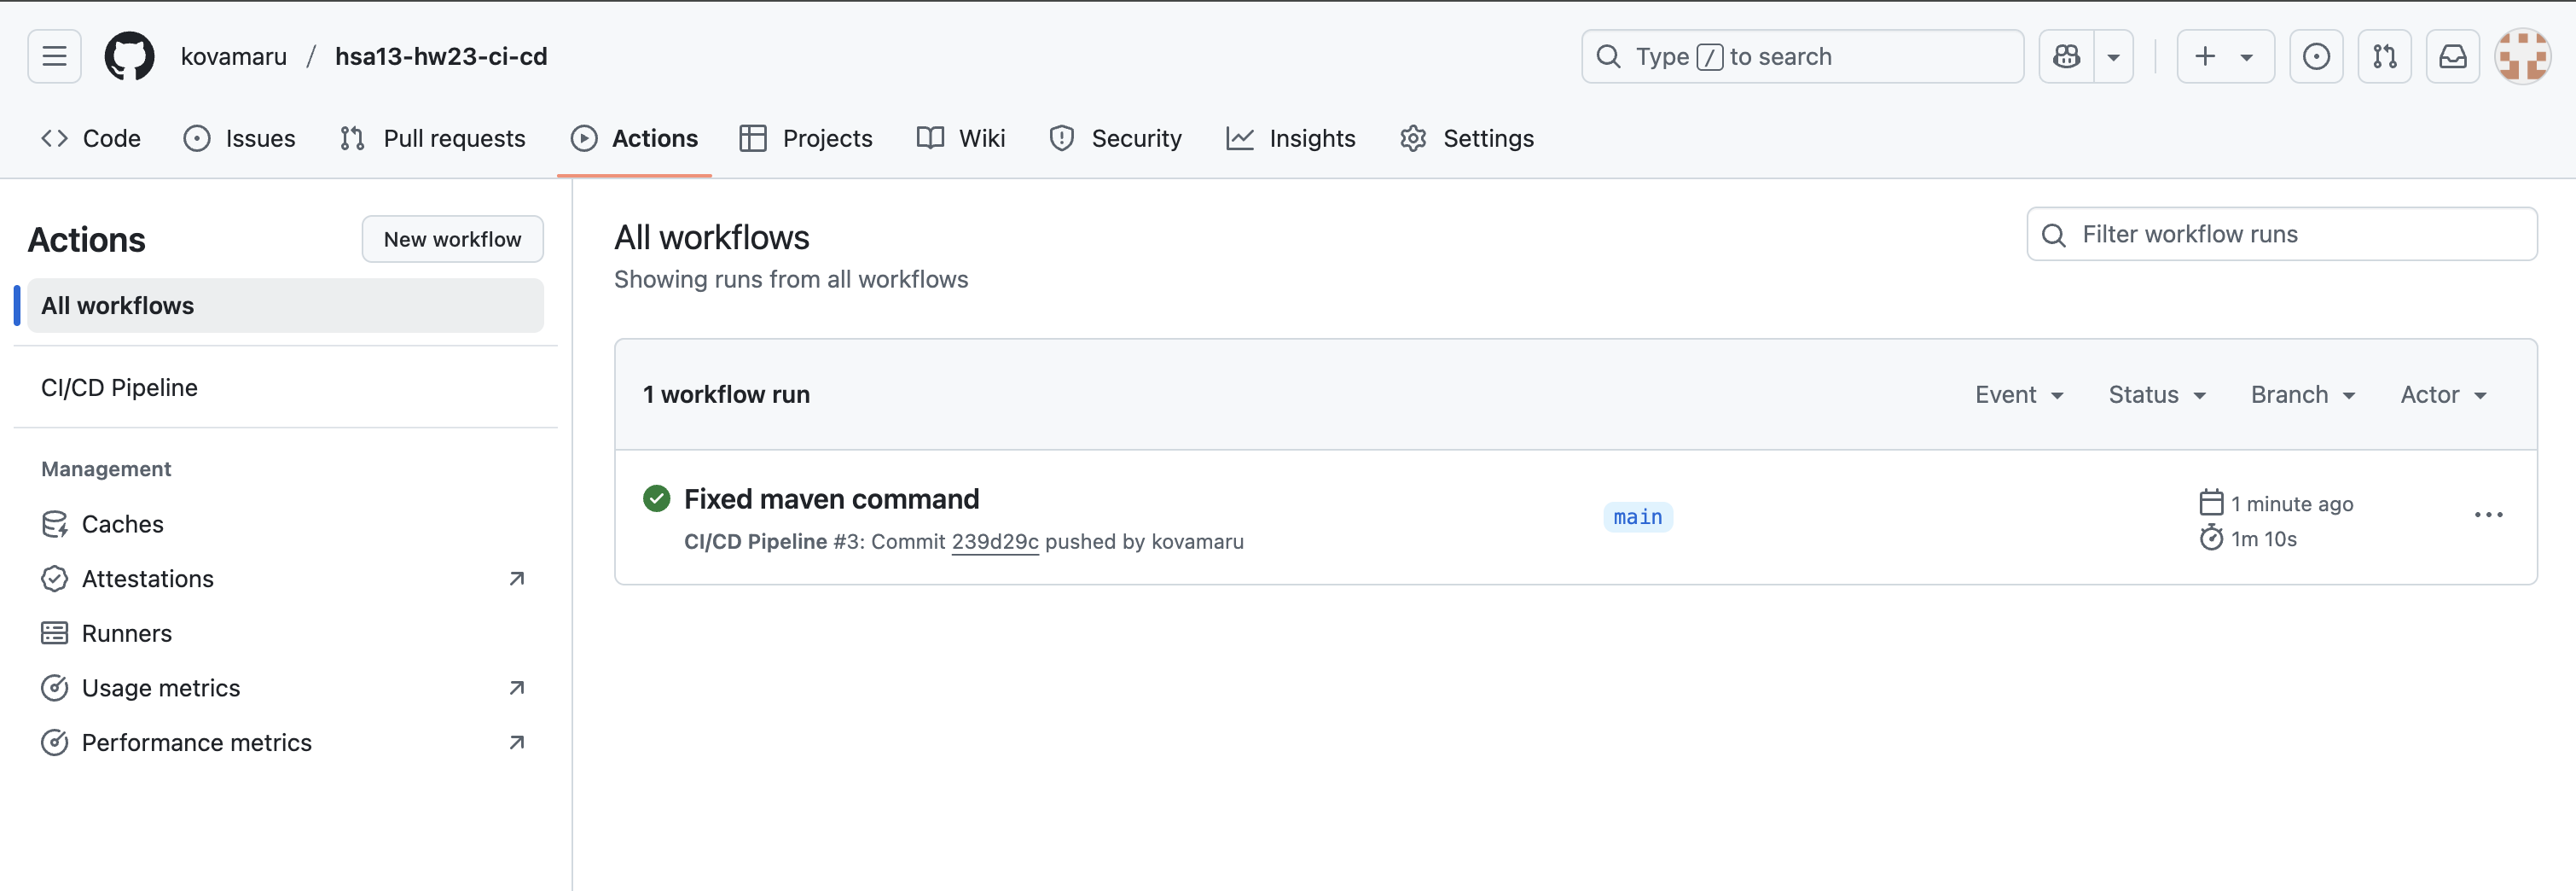 kovamaru / hsa13-hw23-ci-cd
Type / to search
Code Issues Pull requests Actions Projects Wiki Security Insights Settings
Actions
New workflow
All workflows
CI/CD Pipeline
Management
Caches
Attestations
Runners
Usage metrics
Performance metrics
All workflows
Showing runs from all workflows
Filter workflow runs
1 workflow run
Event Status Branch Actor
Fixed maven command
CI/CD Pipeline #3: Commit 239d29c pushed by kovamaru
main
1 minute ago
1m 10s